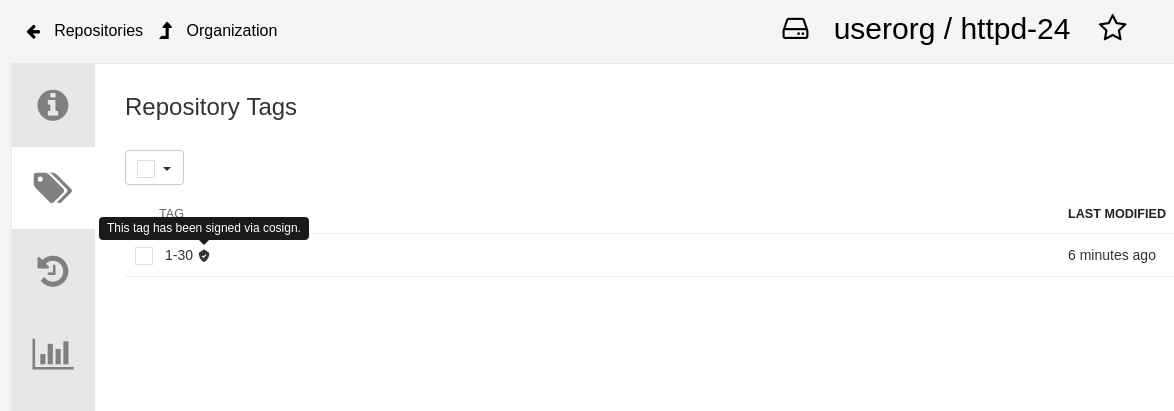 Repositories Organization userorg / httpd-24
Repository Tags
TAG LAST MODIFIED
This tag has been signed via cosign.
1-30 6 minutes ago